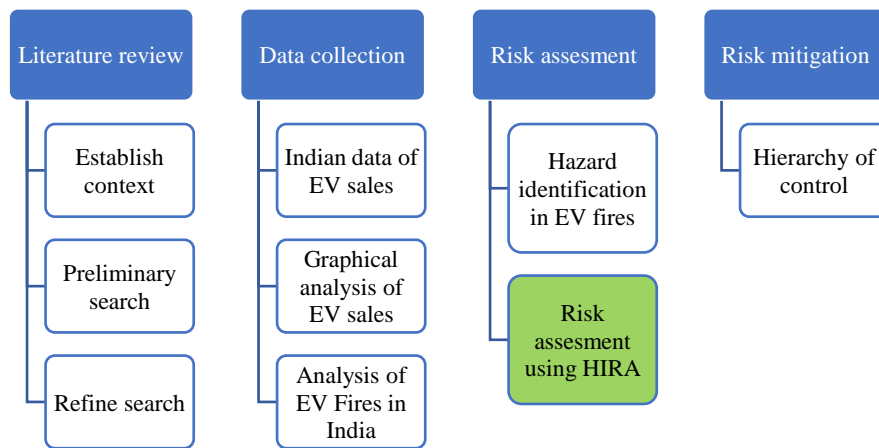 Literature review
Establish
context
Preliminary
search
Refine search
Data collection
Indian data of
EV sales
Graphical
analysis of
EV sales
Analysis of
EV Fires in
India
Risk assesment
Hazard
identification
in EV fires
Risk
assesment
using HIRA
Risk mitigation
Hierarchy of
control